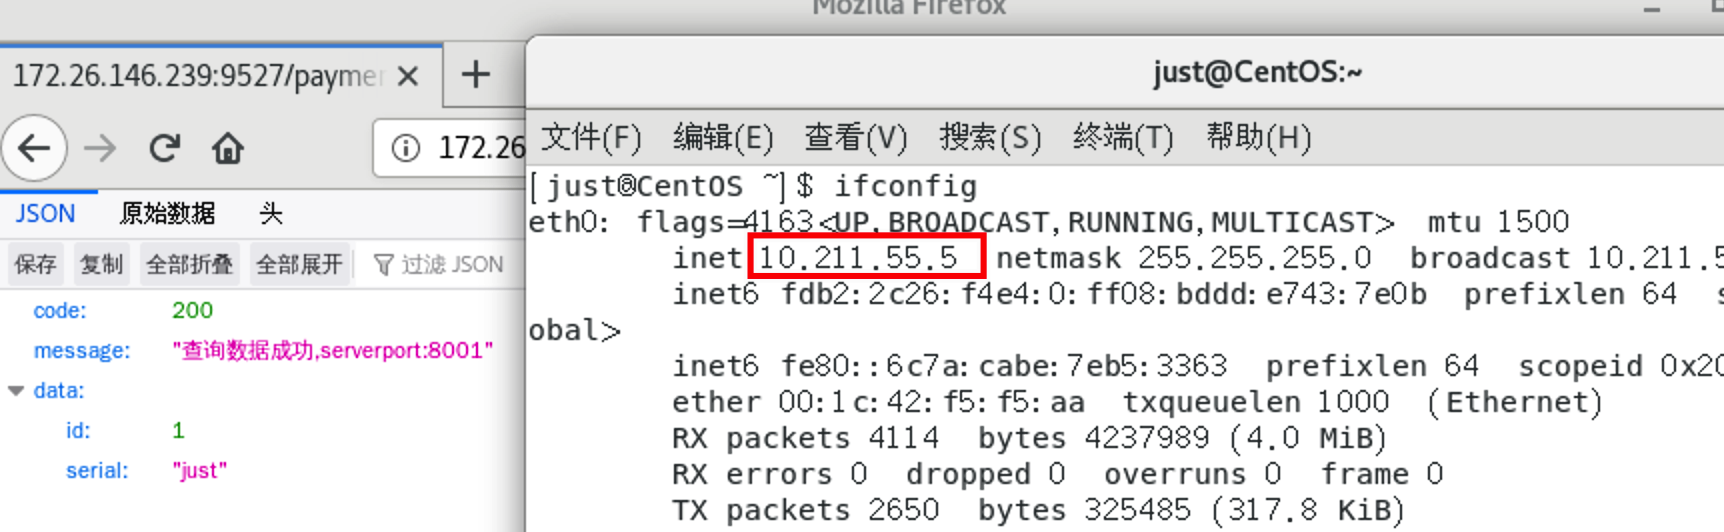 Mozilla Firefox
172.26.146.239:9527/payme
172.26
JSON 原始数据 头
保存 复制 全部折叠 全部展开 过滤 JSON
code: 200
message: "查询数据成功,serverport:8001"
data:
id: 1
serial: "just"
just@CentOS:~
文件(F) 编辑(E) 查看(V) 搜索(S) 终端(T) 帮助(H)
[just@CentOS ~]$ ifconfig
eth0: flags=4163<UP,BROADCAST,RUNNING,MULTICAST> mtu 1500
inet 10.211.55.5 netmask 255.255.255.0 broadcast 10.211.5
inet6 fdb2:2c26:f4e4:0:ff08:bddd:e743:7e0b prefixlen 64 s
obal>
inet6 fe80::6c7a:cabe:7eb5:3363 prefixlen 64 scopeid 0x20
ether 00:1c:42:f5:f5:aa txqueuelen 1000 (Ethernet)
RX packets 4114 bytes 4237989 (4.0 MiB)
RX errors 0 dropped 0 overruns 0 frame 0
TX packets 2650 bytes 325485 (317.8 KiB)